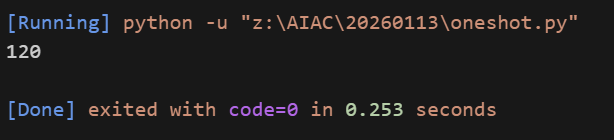 [Running] python -u "z:\AIAC\20260113\oneshot.py"
120
[Done] exited with code=0 in 0.253 seconds